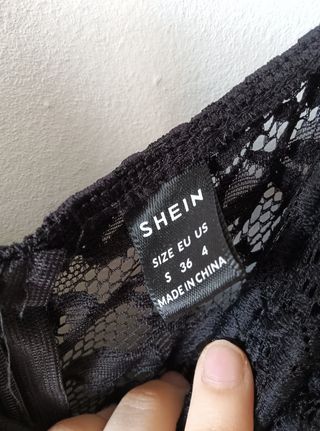 SHEIN
SIZE EU US
S 36 4
MADE IN CHINA